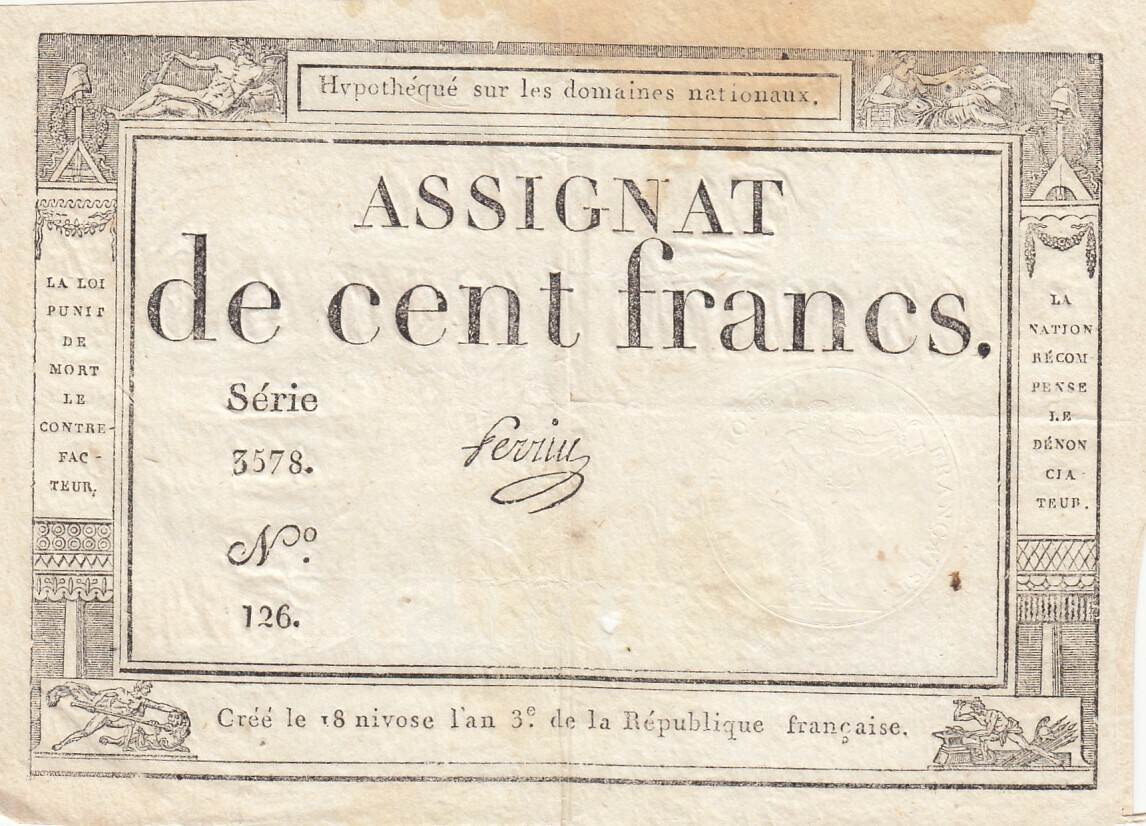 Hypothéqué sur les domaines nationaux.
ASSIGNAT
de cent francs.
Série
3578.
Nº.
126.
LA LOI
PUNIT
DE
MORT
LE
CONTRE-
FAC-
TEUR.
LA
NATION
RÉCOM-
PENSE
LE
DÉNON
CIA-
TEUR.
Créé le 18 nivose l'an 3e. de la République française.